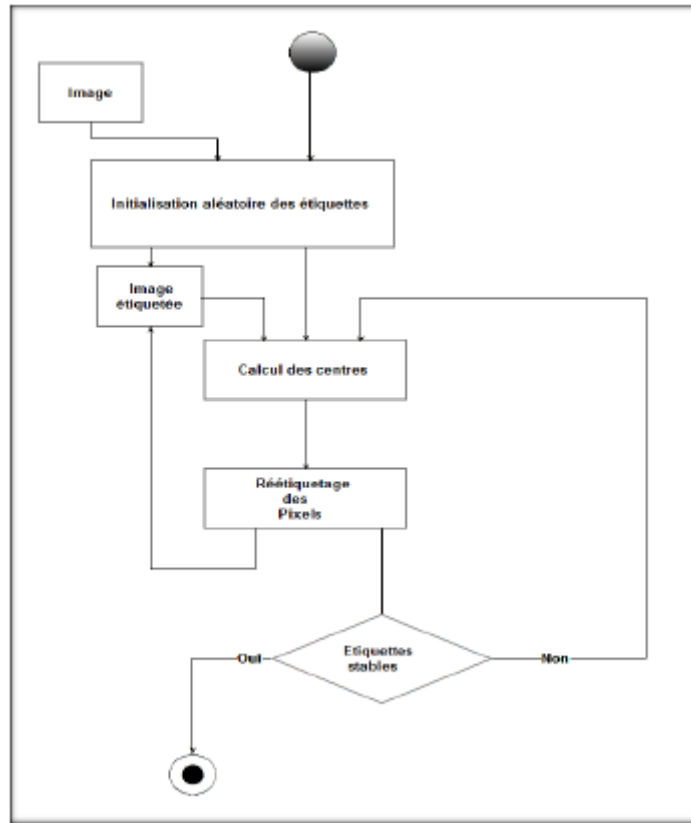 Image
Initialisation aléatoire des étiquettes
Image
étiquetée
Calcul des centres
Réétiquetage
des
Pixels
Etiquettes
stables
Oui
Non